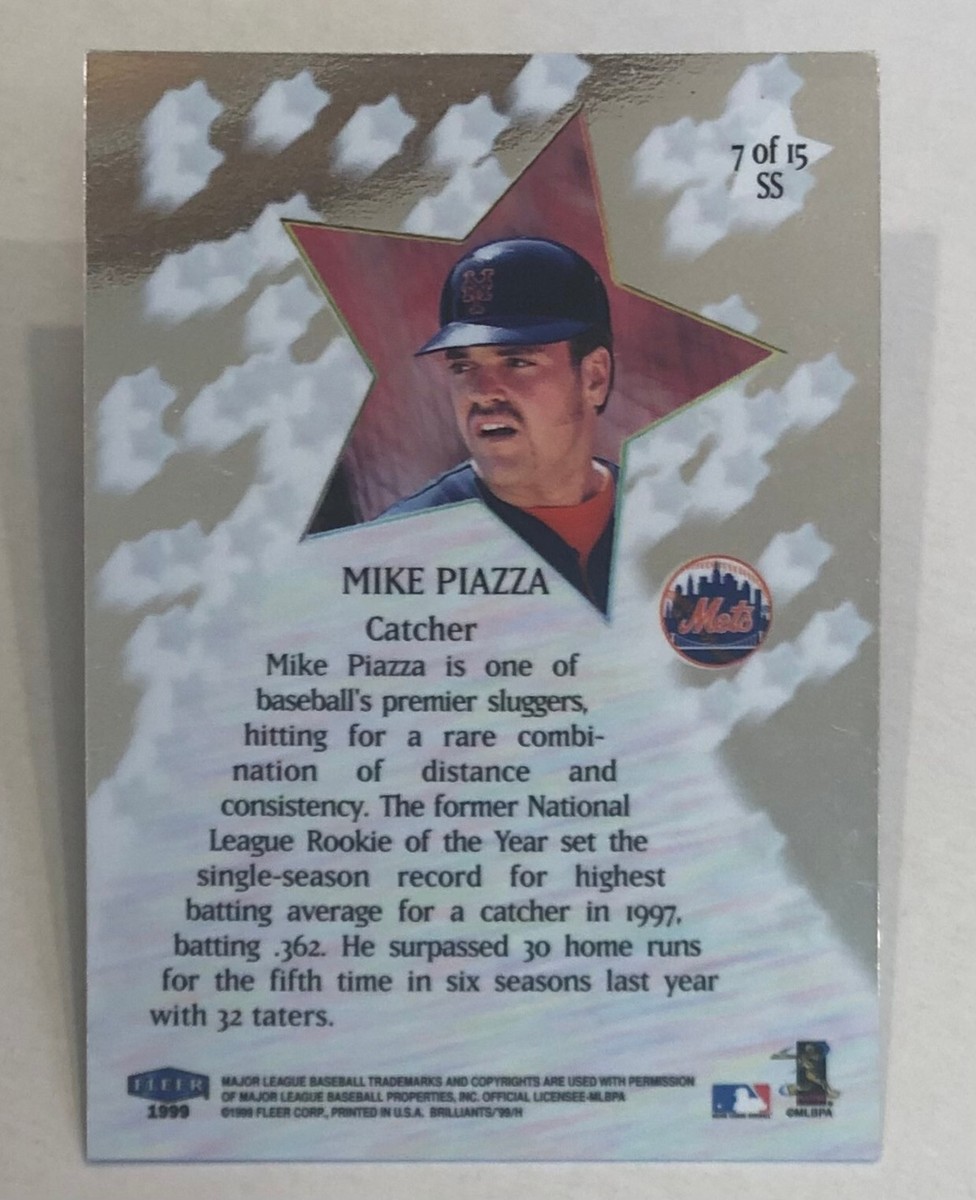 7 of 15
SS
MIKE PIAZZA
Catcher
Mike Piazza is one of
baseball's premier sluggers,
hitting for a rare combi-
nation of distance and
consistency. The former National
League Rookie of the Year set the
single-season record for highest
batting average for a catcher in 1997,
batting .362. He surpassed 30 home runs
for the fifth time in six seasons last year
with 32 taters.
Mets
FLEER
1999
MAJOR LEAGUE BASEBALL TRADEMARKS AND COPYRIGHTS ARE USED WITH PERMISSION
OF MAJOR LEAGUE BASEBALL PROPERTIES, INC. OFFICIAL LICENSEE-MLBPA
©1999 FLEER CORP., PRINTED IN U.S.A. BRILLIANTS/'99/H
©MLBPA